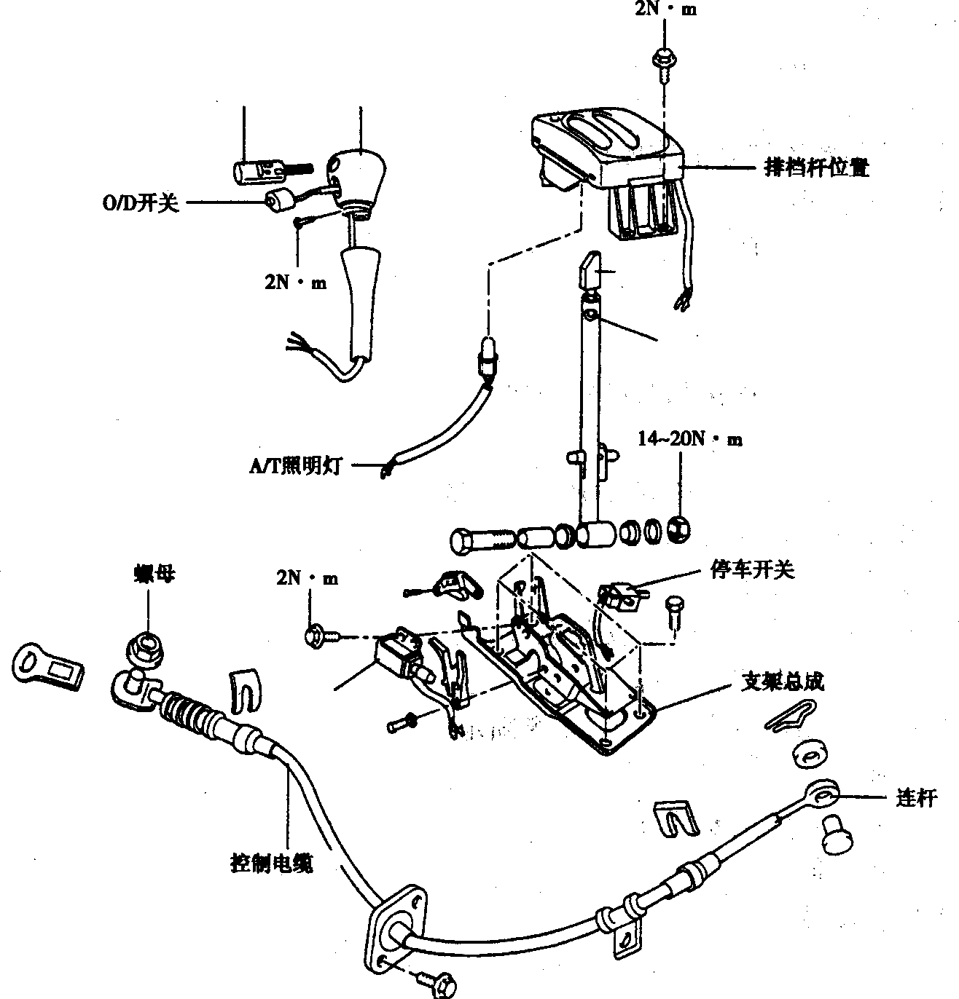 2N·m
排档杆位置
O/D开关
2N·m
14~20N·m
A/T照明灯
停车开关
螺母
2N·m
支架总成
连杆
控制电缆